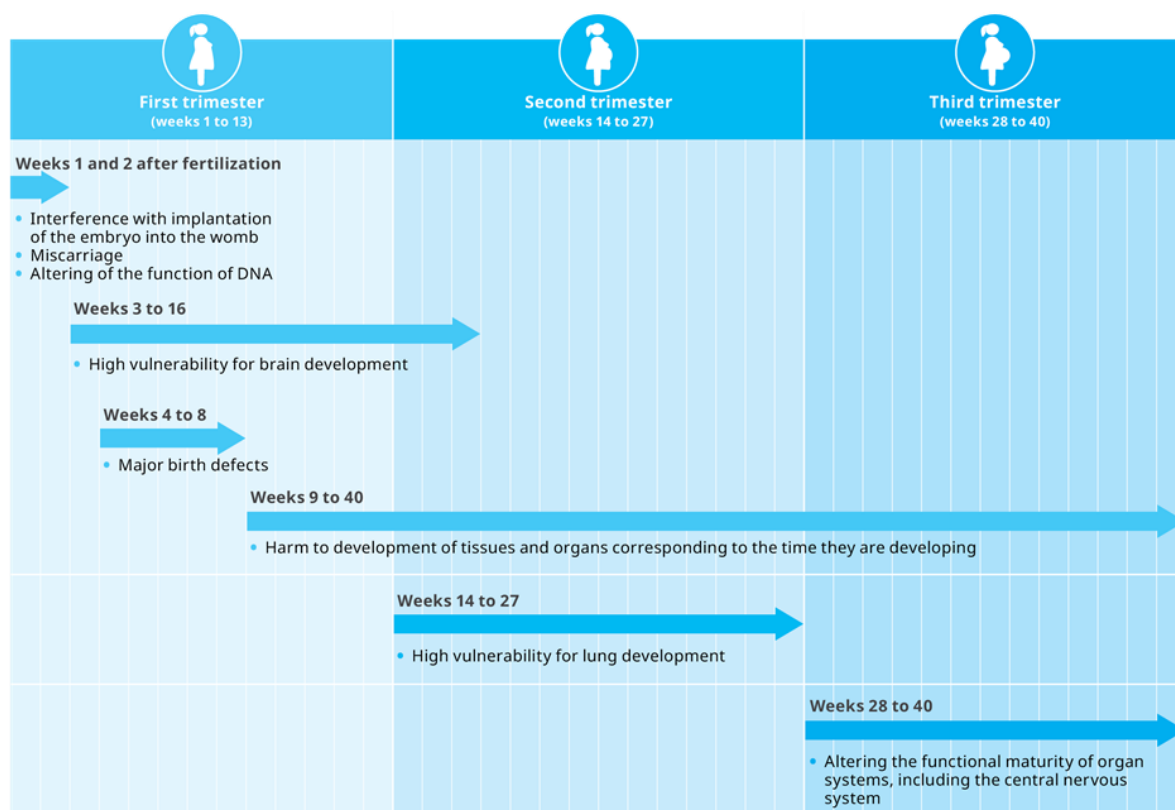 First trimester
(weeks 1 to 13)
Second trimester
(weeks 14 to 27)
Third trimester
(weeks 28 to 40)
Weeks 1 and 2 after fertilization
• Interference with implantation
of the embryo into the womb
• Miscarriage
• Altering of the function of DNA
Weeks 3 to 16
• High vulnerability for brain development
Weeks 4 to 8
• Major birth defects
Weeks 9 to 40
• Harm to development of tissues and organs corresponding to the time they are developing
Weeks 14 to 27
• High vulnerability for lung development
Weeks 28 to 40
• Altering the functional maturity of organ
systems, including the central nervous
system